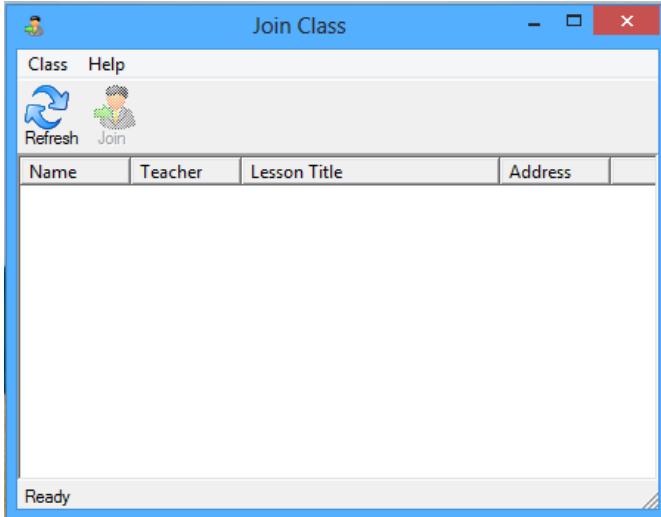 Join Class
Class Help
Refresh Join
Name Teacher Lesson Title Address
Ready